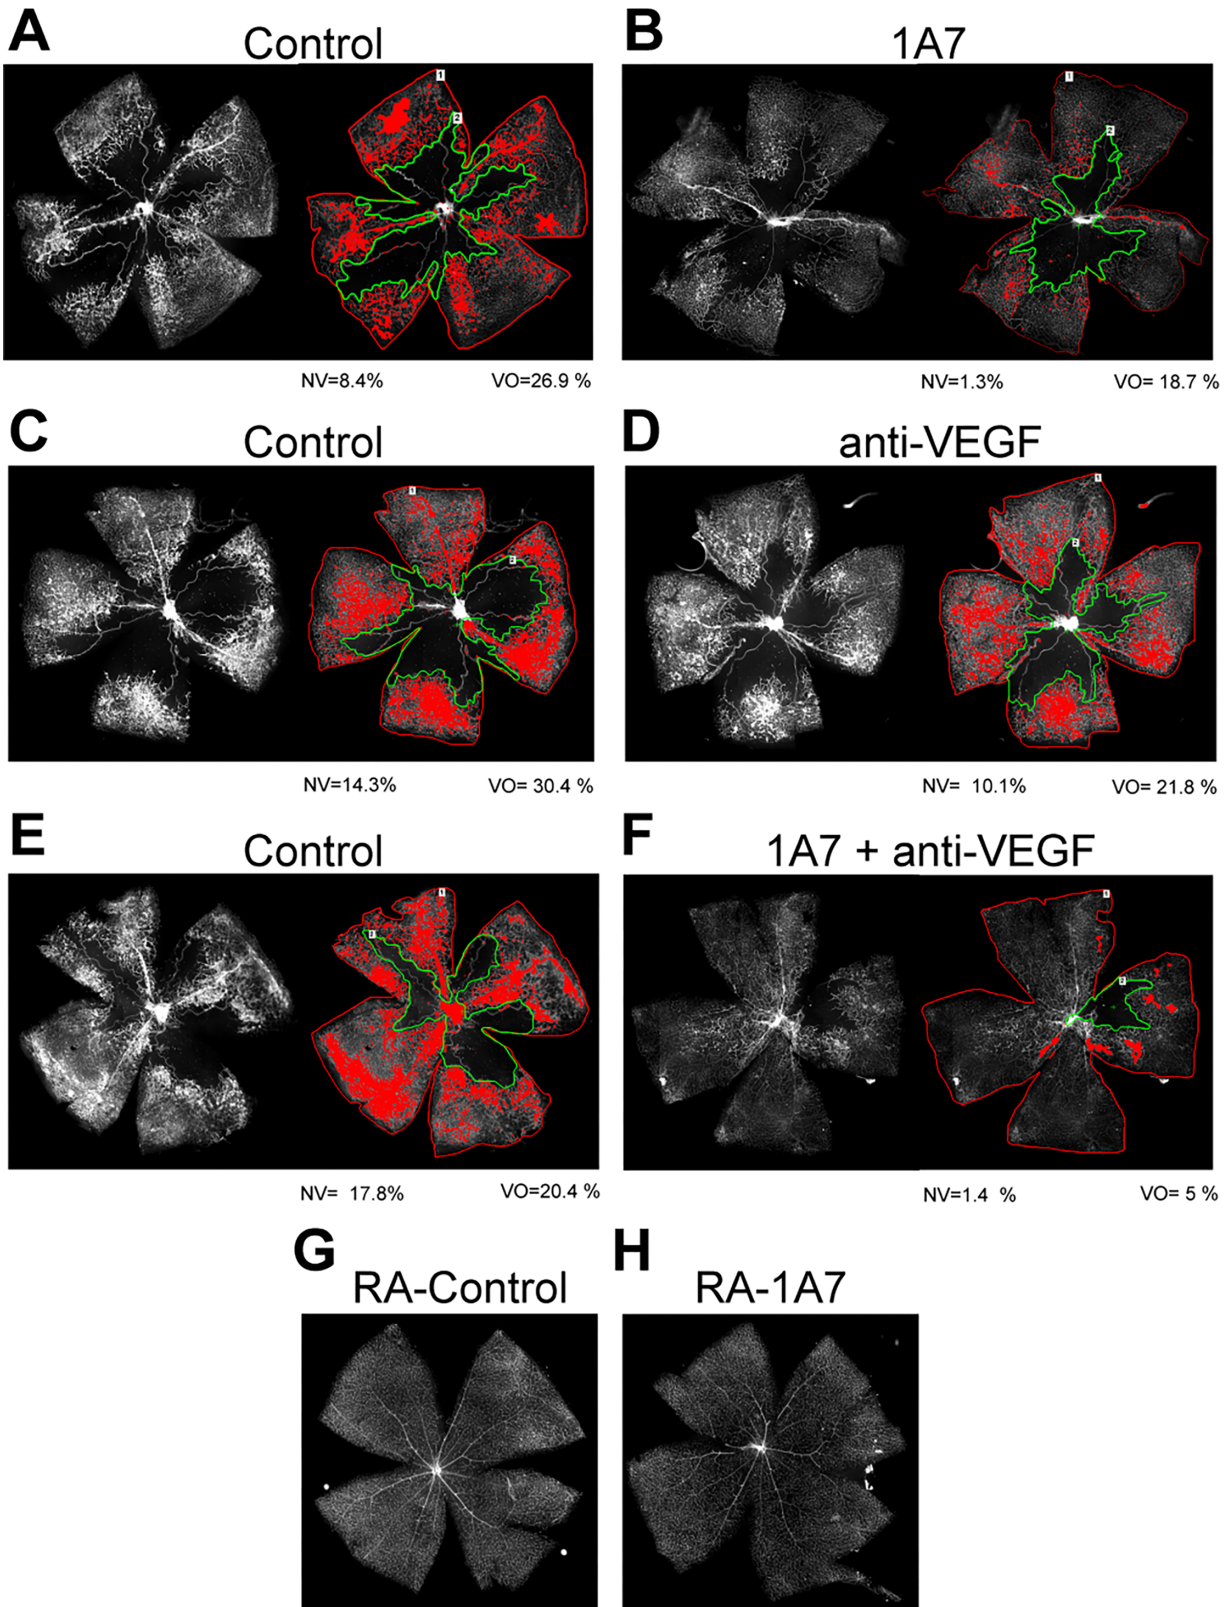 A Control B 1A7
1 2 1 2
NV=8.4% VO=26.9 % NV=1.3% VO= 18.7 %
C Control D anti-VEGF
1 2 1 2
NV=14.3% VO= 30.4 % NV= 10.1% VO= 21.8 %
E Control F 1A7 + anti-VEGF
1 1 2
NV= 17.8% VO=20.4 % NV=1.4 % VO= 5 %
G RA-Control H RA-1A7